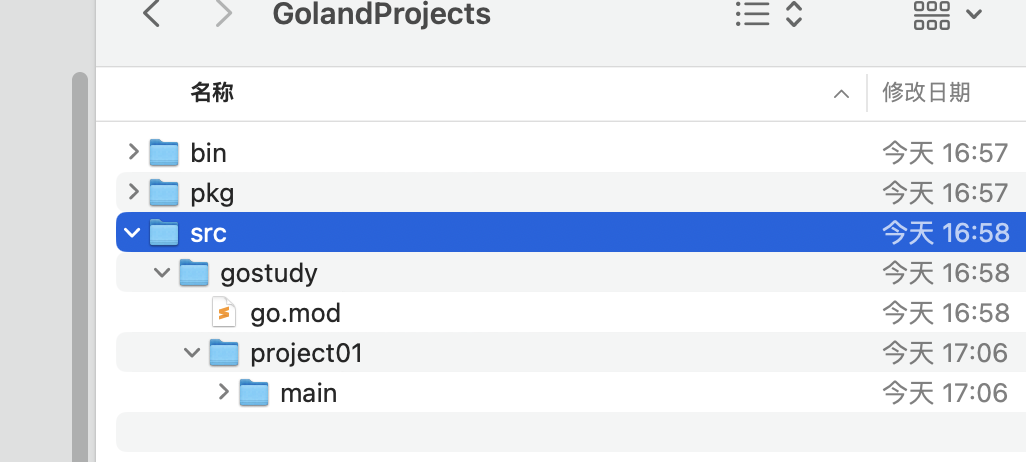 GolandProjects
名称 修改日期
bin 今天 16:57
pkg 今天 16:57
src 今天 16:58
gostudy 今天 16:58
go.mod 今天 16:58
project01 今天 17:06
main 今天 17:06